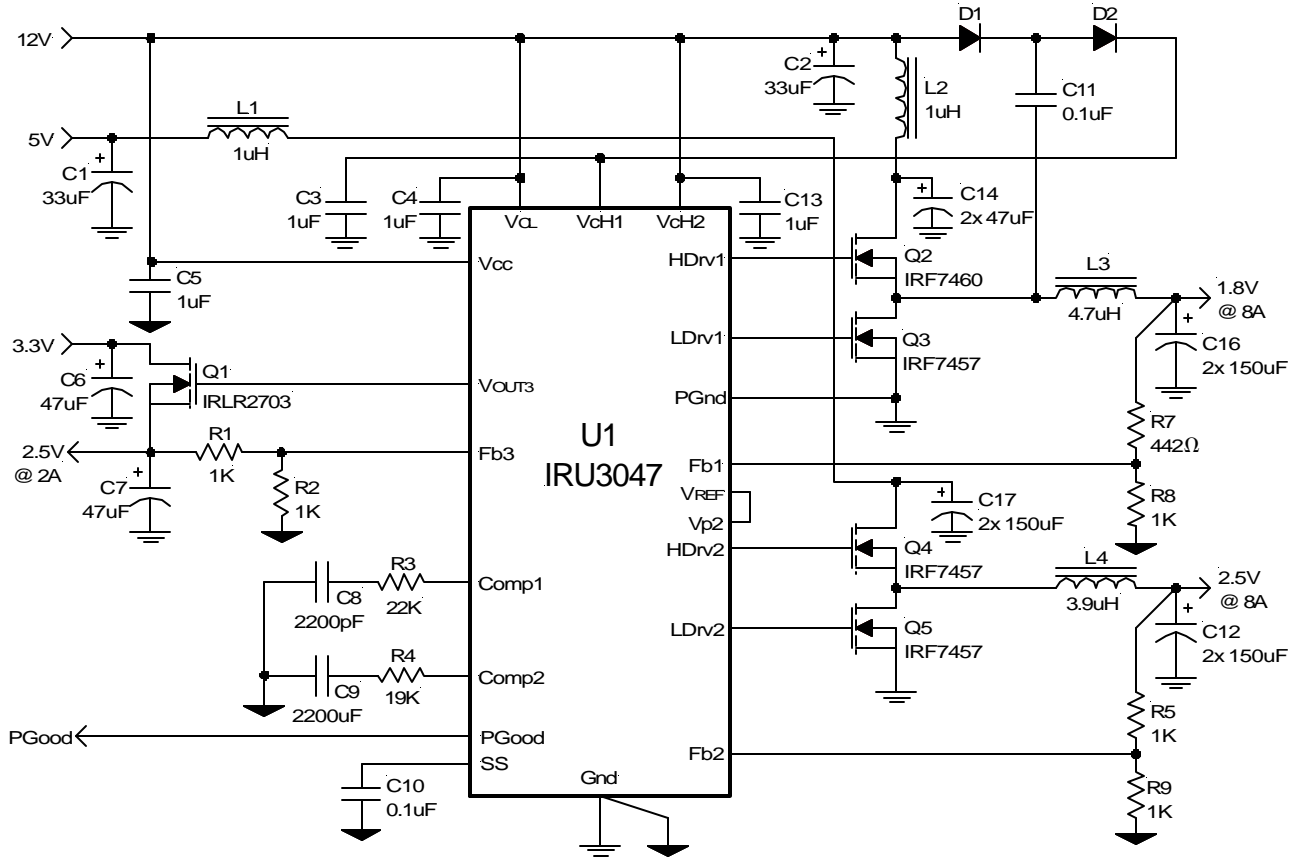 D1
D2
12V
C2
33uF
L2
1uH
C11
0.1uF
L1
1uH
5V
C1
33uF
C3
1uF
C4
1uF
C13
1uF
C14
2x 47uF
VCL
VcH1
VcH2
Vcc
HDrv1
Q2
IRF7460
C5
1uF
L3
4.7uH
1.8V
@ 8A
3.3V
LDrv1
Q3
IRF7457
C16
2x 150uF
C6
47uF
Q1
IRLR2703
VOUT3
PGnd
U1
IRU3047
R7
442Ω
2.5V
@ 2A
R1
1K
Fb3
Fb1
C7
47uF
R2
1K
VREF
Vp2
C17
2x 150uF
R8
1K
HDrv2
Q4
IRF7457
R3
22K
Comp1
C8
2200pF
L4
3.9uH
2.5V
@ 8A
LDrv2
Q5
IRF7457
C12
2x 150uF
R4
19K
Comp2
C9
2200uF
R5
1K
PGood
PGood
SS
Fb2
Gnd
C10
0.1uF
R9
1K